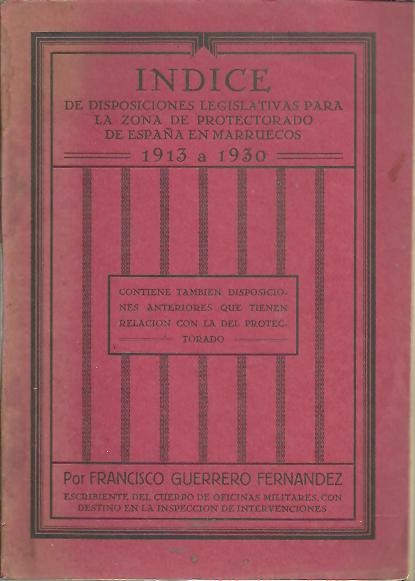 INDICE
DE DISPOSICIONES LEGISLATIVAS PARA
LA ZONA DE PROTECTORADO
DE ESPAÑA EN MARRUECOS
1913 a 1930
CONTIENE TAMBIEN DISPOSICIO-
NES ANTERIORES QUE TIENEN
RELACION CON LA DEL PROTEC-
TORADO
Por FRANCISCO GUERRERO FERNANDEZ
ESCRIBIENTE DEL CUERPO DE OFICINAS MILITARES, CON
DESTINO EN LA INSPECCION DE INTERVENCIONES